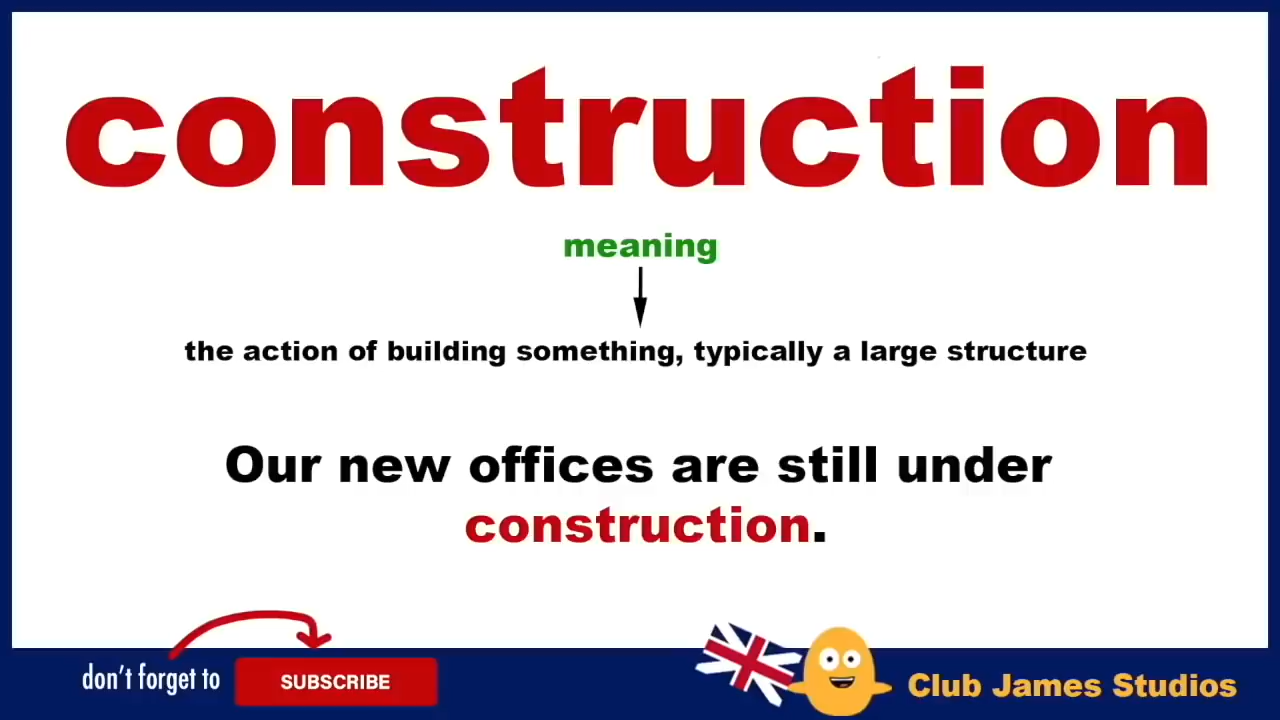 construction
meaning
the action of building something, typically a large structure
Our new offices are still under
construction.
don't forget to
SUBSCRIBE
Club James Studios